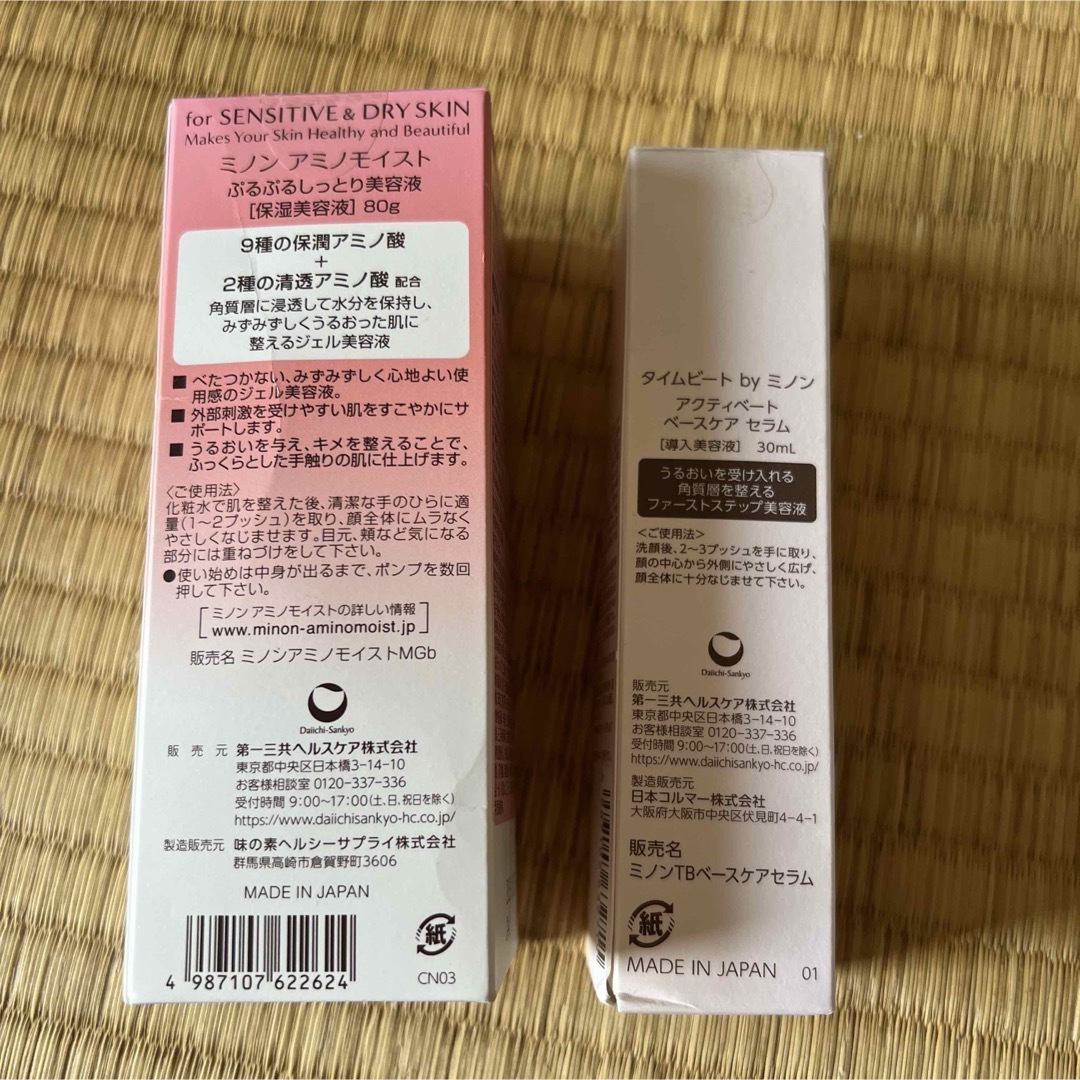 for SENSITIVE & DRY SKIN
Makes Your Skin Healthy and Beautiful
ミノン アミノモイスト
ぷるぷるしっとり美容液
[保湿美容液] 80g
9種の保潤アミノ酸
+
2種の清透アミノ酸 配合
角質層に浸透して水分を保持し、
みずみずしくうるおった肌に
整えるジェル美容液
■ べたつかない、みずみずしく心地よい使
用感のジェル美容液。
■ 外部刺激を受けやすい肌をすこやかにサ
ポートします。
■ うるおいを与え、キメを整えることで、
ふっくらとした手触りの肌に仕上げます。
〈ご使用法〉
化粧水で肌を整えた後、清潔な手のひらに適
量(1〜2プッシュ)を取り、顔全体にムラなく
やさしくなじませます。目元、頬など気になる
部分には重ねづけをして下さい。
●使い始めは中身が出るまで、ポンプを数回
押して下さい。
[ミノン アミノモイストの詳しい情報
www.minon-aminomoist.jp]
販売名 ミノンアミノモイストMGb
Daiichi-Sankyo
販売元 第一三共ヘルスケア株式会社
東京都中央区日本橋3-14-10
お客様相談室 0120-337-336
受付時間 9:00〜17:00(土、日、祝日を除く)
https://www.daiichisankyo-hc.co.jp/
製造販売元 味の素ヘルシーサプライ株式会社
群馬県高崎市倉賀野町3606
MADE IN JAPAN
紙
4 987107 622624
CN03
タイムビート by ミノン
アクティベート
ベースケア セラム
[導入美容液] 30mL
うるおいを受け入れる
角質層を整える
ファーストステップ美容液
<ご使用法>
洗顔後、2〜3プッシュを手に取り、
顔の中心から外側にやさしく広げ、
顔全体に十分なじませて下さい。
Daiichi-Sankyo
販売元
第一三共ヘルスケア株式会社
東京都中央区日本橋3-14-10
お客様相談室 0120-337-336
受付時間 9:00〜17:00(土、日、祝日を除く)
https://www.daiichisankyo-hc.co.jp/
製造販売元
日本コルマー株式会社
大阪府大阪市中央区伏見町4-4-1
販売名
ミノンTBベースケアセラム
紙
MADE IN JAPAN 01